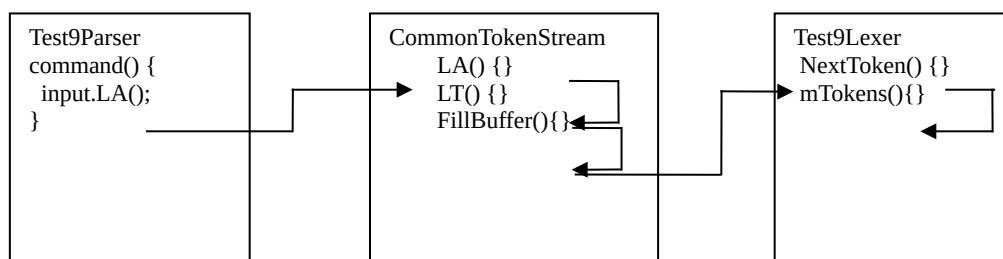 Test9Parser
command() {
input.LA();
}
CommonTokenStream
LA() {}
LT() {}
FillBuffer(){}
Test9Lexer
NextToken() {}
mTokens(){}